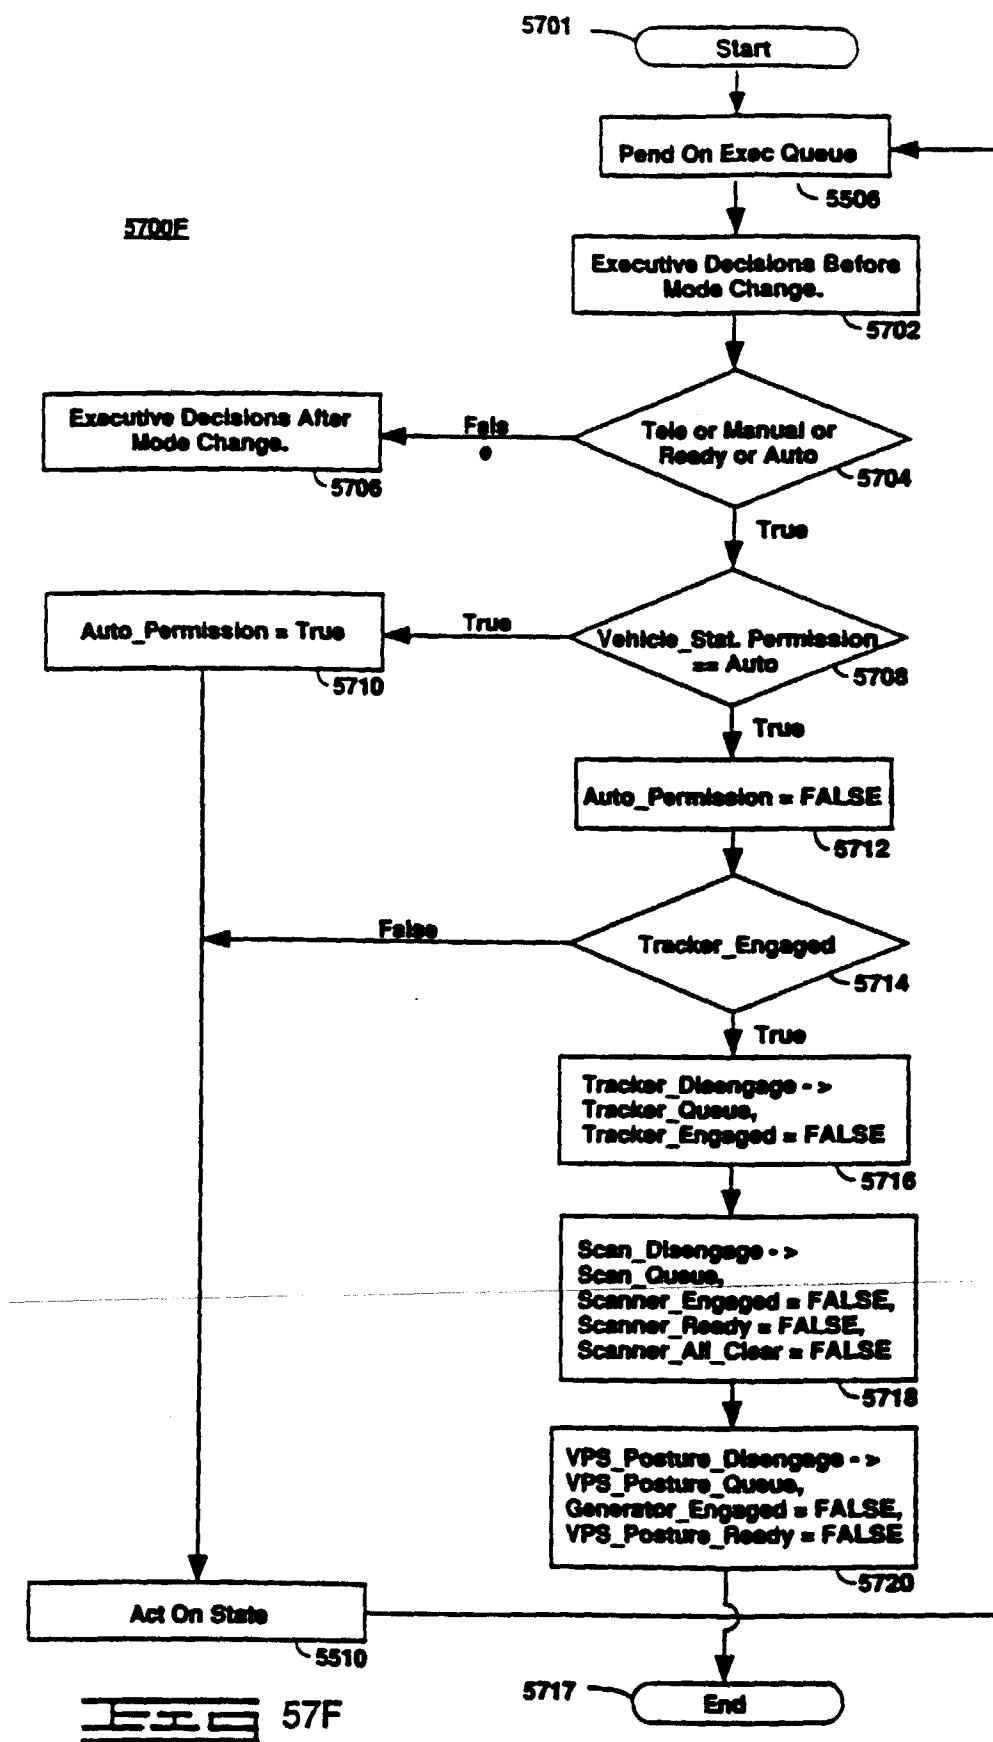 5701
Start
Pend On Exec Queue
5506
5700F
Executive Decisions Before
Mode Change.
5702
Executive Decisions After
Mode Change.
5706
Fals
e
Tele or Manual or
Ready or Auto
5704
True
Auto_Permission = True
5710
True
Vehicle_Stat. Permission
== Auto
5708
True
Auto_Permission = FALSE
5712
False
Tracker_Engaged
5714
True
Tracker_Disengage - >
Tracker_Queue,
Tracker_Engaged = FALSE
5716
Scan_Disengage - >
Scan_Queue,
Scanner_Engaged = FALSE,
Scanner_Ready = FALSE,
Scanner_All_Clear = FALSE
5718
VPS_Posture_Disengage - >
VPS_Posture_Queue,
Generator_Engaged = FALSE,
VPS_Posture_Ready = FALSE
5720
Act On State
5510
5717
End
57F